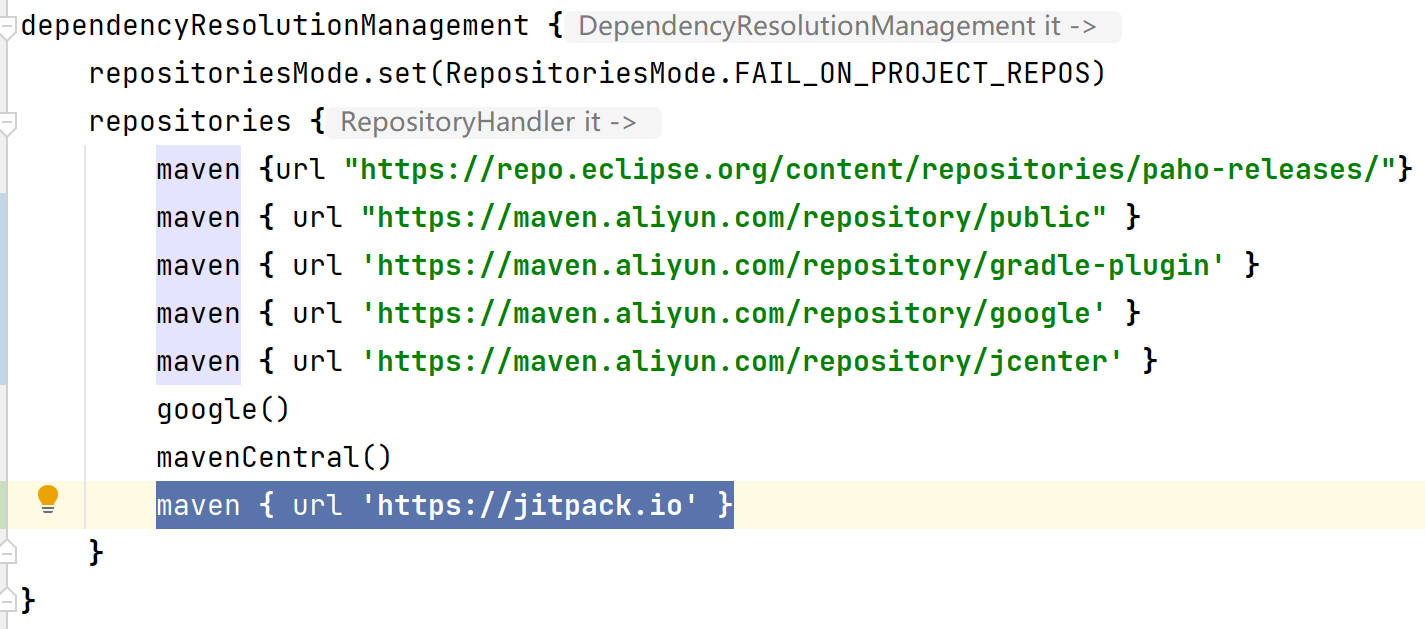 dependencyResolutionManagement { DependencyResolutionManagement it ->
    repositoriesMode.set(RepositoriesMode.FAIL_ON_PROJECT_REPOS)
    repositories { RepositoryHandler it ->
        maven {url "https://repo.eclipse.org/content/repositories/paho-releases/"}
        maven { url "https://maven.aliyun.com/repository/public" }
        maven { url 'https://maven.aliyun.com/repository/gradle-plugin' }
        maven { url 'https://maven.aliyun.com/repository/google' }
        maven { url 'https://maven.aliyun.com/repository/jcenter' }
        google()
        mavenCentral()
        maven { url 'https://jitpack.io' }
    }
}